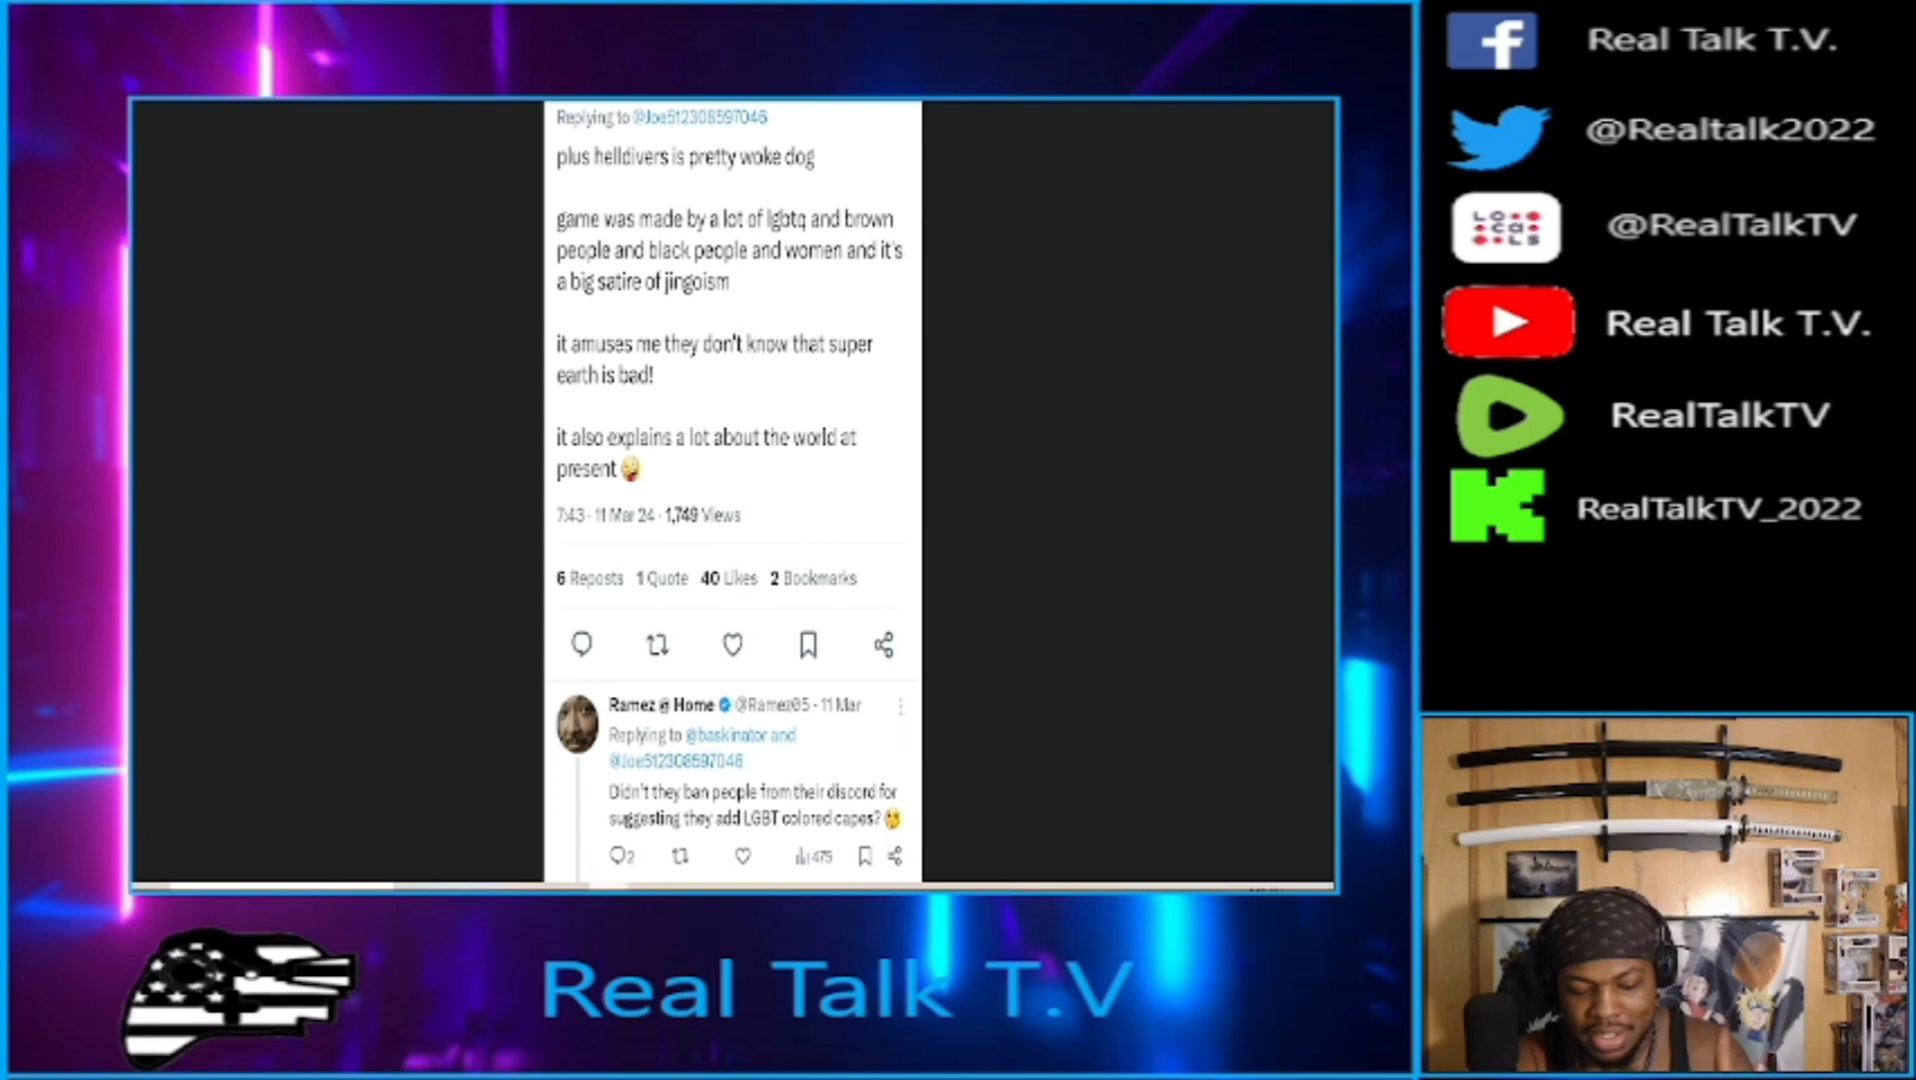 Replying to @Joe512308597046
plus helldivers is pretty woke dog
game was made by a lot of lgbtq and brown
people and black people and women and it's
a big satire of jingoism
it amuses me they don't know that super
earth is bad!
it also explains a lot about the world at
present 🤪
7:43 · 11 Mar 24 · 1,749 Views
6 Reposts 1 Quote 40 Likes 2 Bookmarks
Ramez @ Home @Ramez05 · 11 Mar
Replying to @baskinator and
@Joe512308597046
Didn't they ban people from their discord for
suggesting they add LGBT colored capes? 🤔
2 475
Real Talk T.V
Real Talk T.V.
@Realtalk2022
LOCALS
@RealTalkTV
Real Talk T.V.
RealTalkTV
RealTalkTV_2022